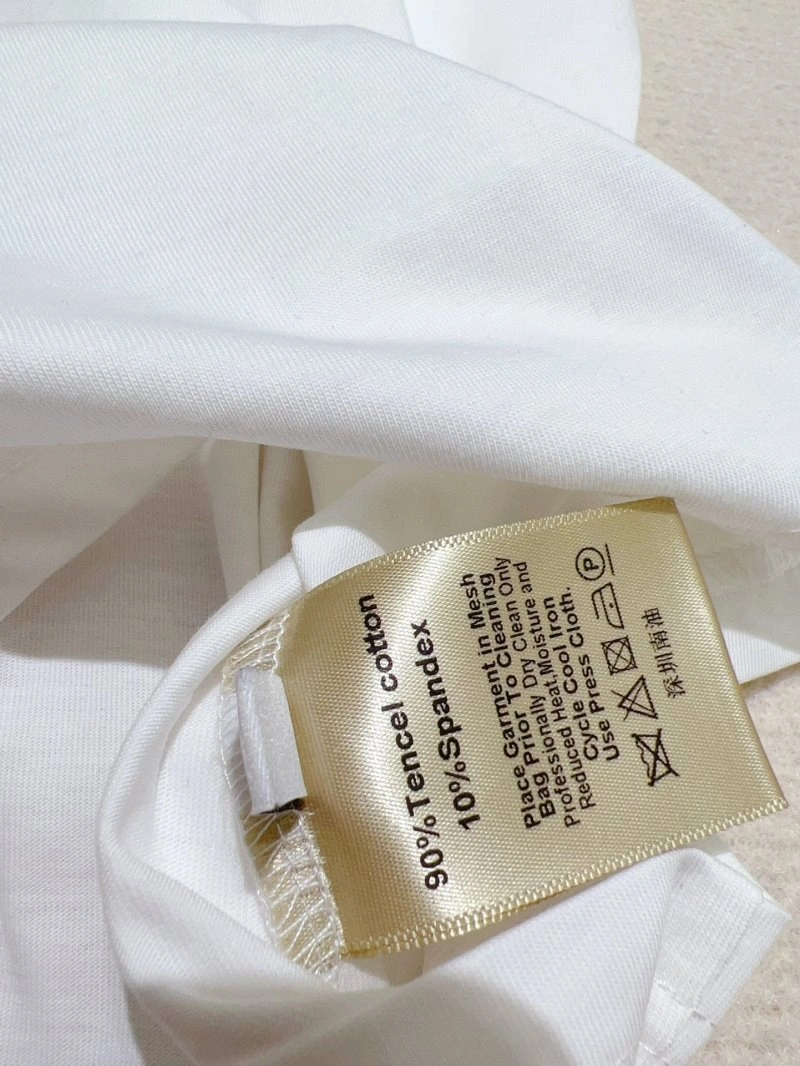 90%Tencel cotton
10%Spandex
Place Garment in Mesh
Bag Prior To Cleaning
Professionally Dry Clean Only
Reduced Heat,Moisture and
Cycle Cool Iron
Use Press Cloth.
P
深圳南油